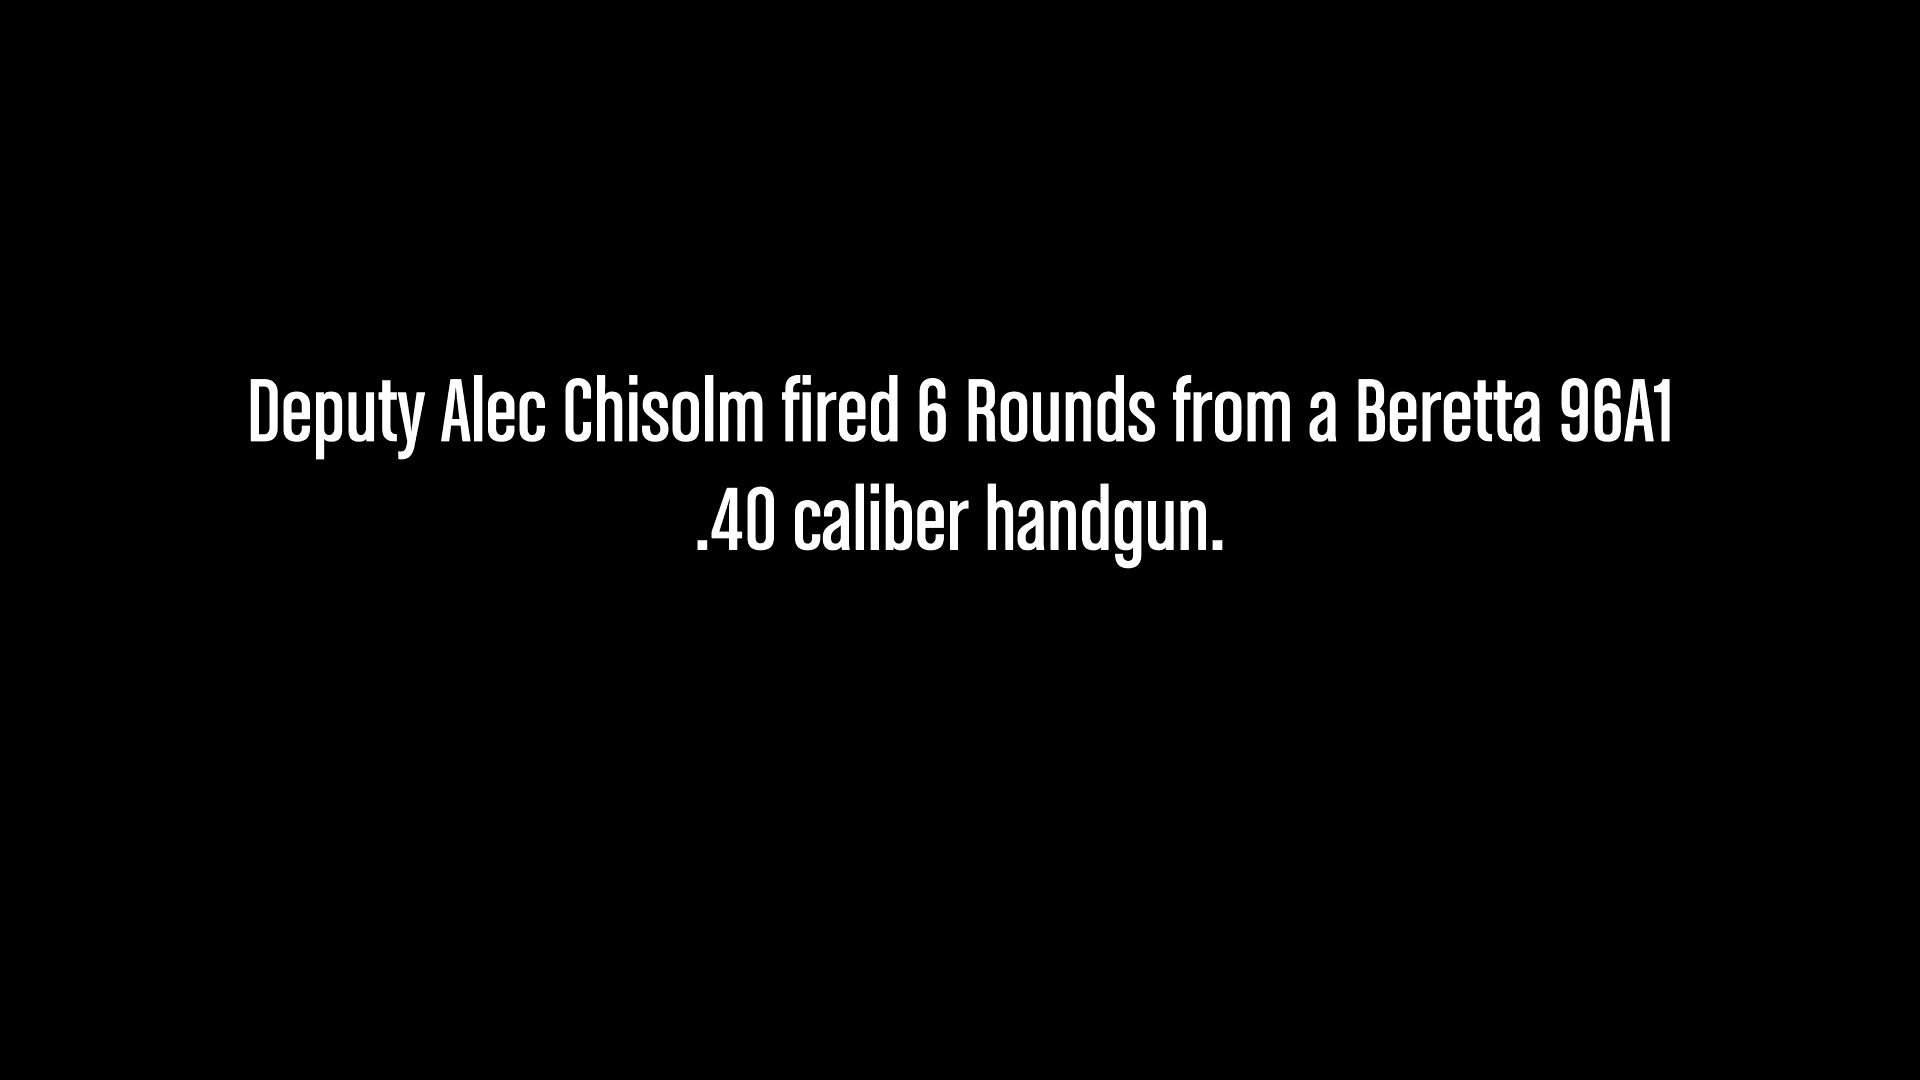 Deputy Alec Chisolm fired 6 Rounds from a Beretta 96A1
.40 caliber handgun.